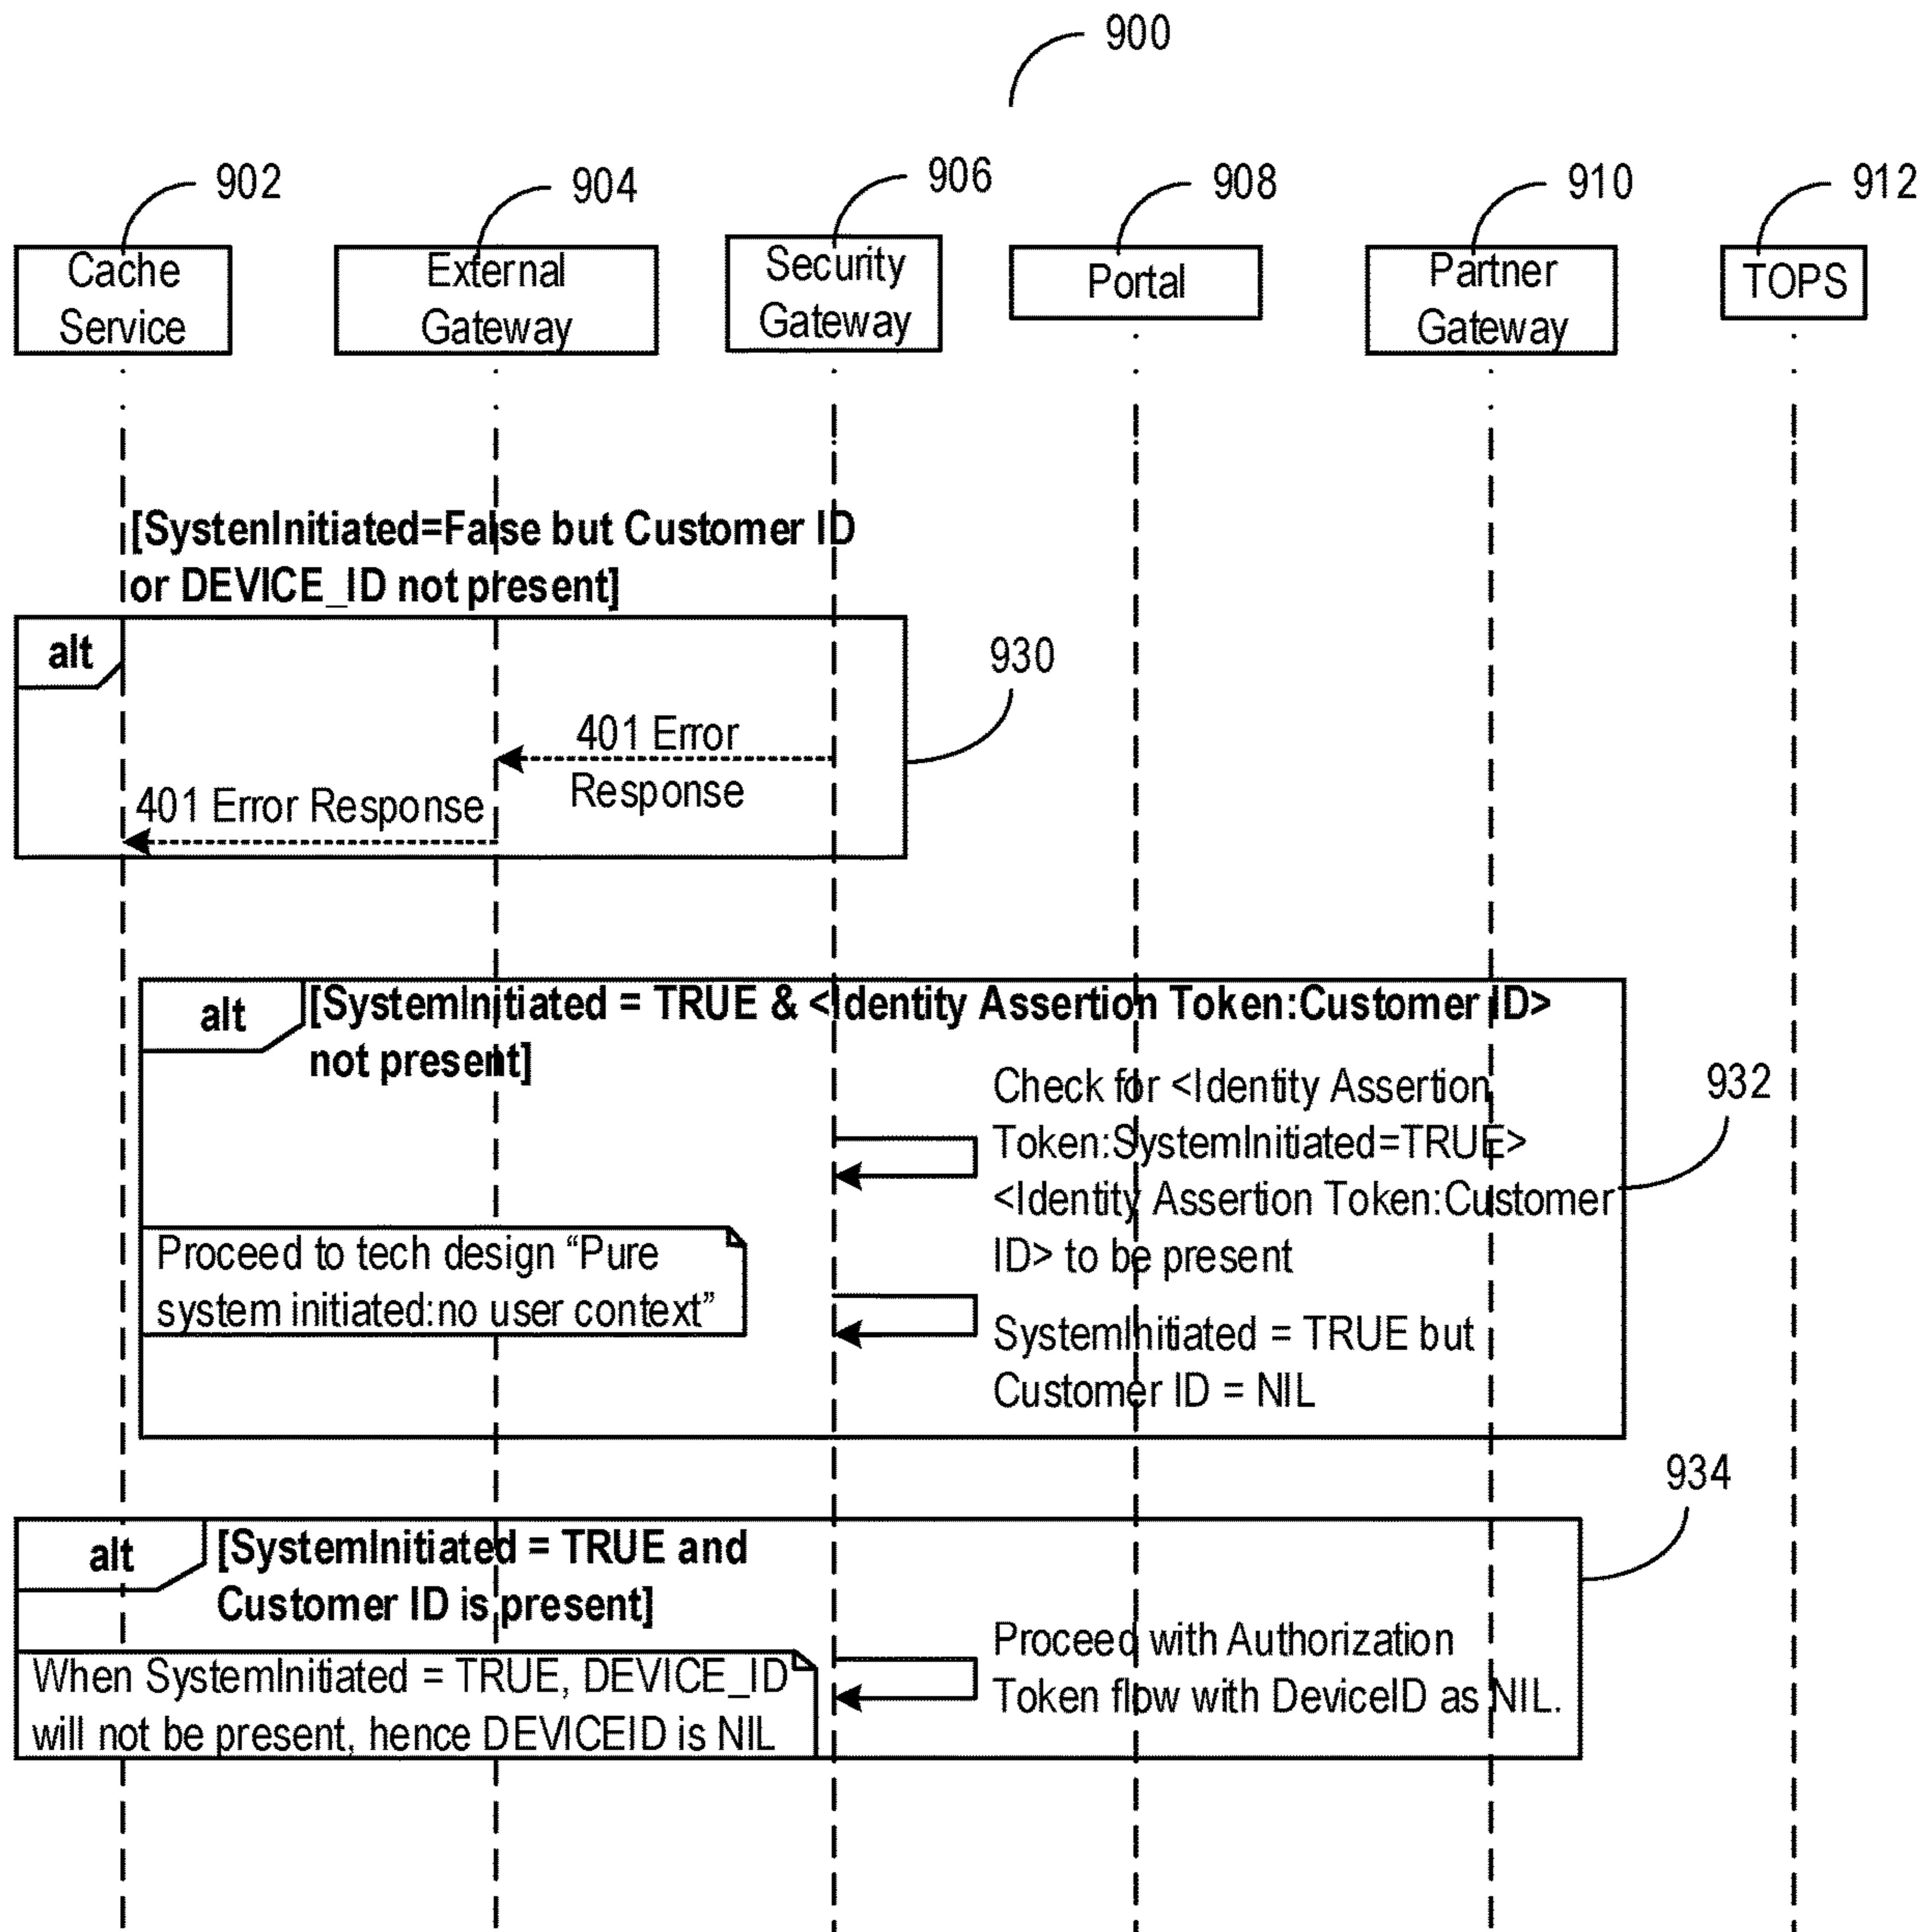 900
902
904
906
908
910
912
Cache
Service
External
Gateway
Security
Gateway
Portal
Partner
Gateway
TOPS
[SystenInitiated=False but Customer ID
or DEVICE_ID not present]
alt
930
401 Error
Response
401 Error Response
alt
[SystemInitiated = TRUE & <Identity Assertion Token:Customer ID>
not present]
932
Check for <Identity Assertion
Token:SystemInitiated=TRUE>
<Identity Assertion Token:Customer
ID> to be present
Proceed to tech design “Pure
system initiated:no user context”
SystemInitiated = TRUE but
Customer ID = NIL
934
alt
[SystemInitiated = TRUE and
Customer ID is present]
Proceed with Authorization
Token flow with DeviceID as NIL.
When SystemInitiated = TRUE, DEVICE_ID
will not be present, hence DEVICEID is NIL